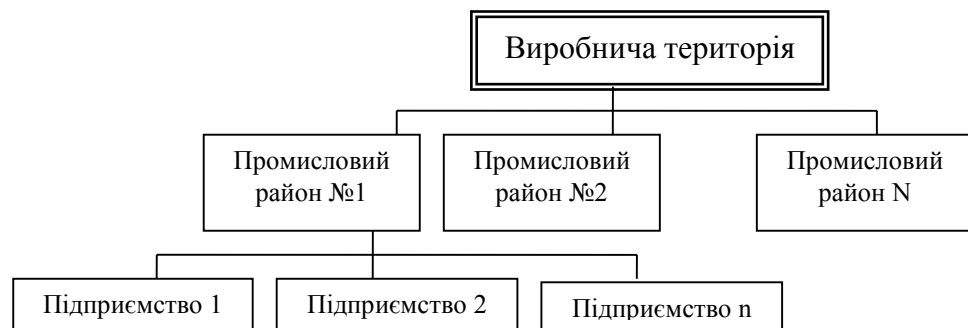 Виробнича територія
Промисловий
район №1
Промисловий
район №2
Промисловий
район N
Підприємство 1
Підприємство 2
Підприємство n